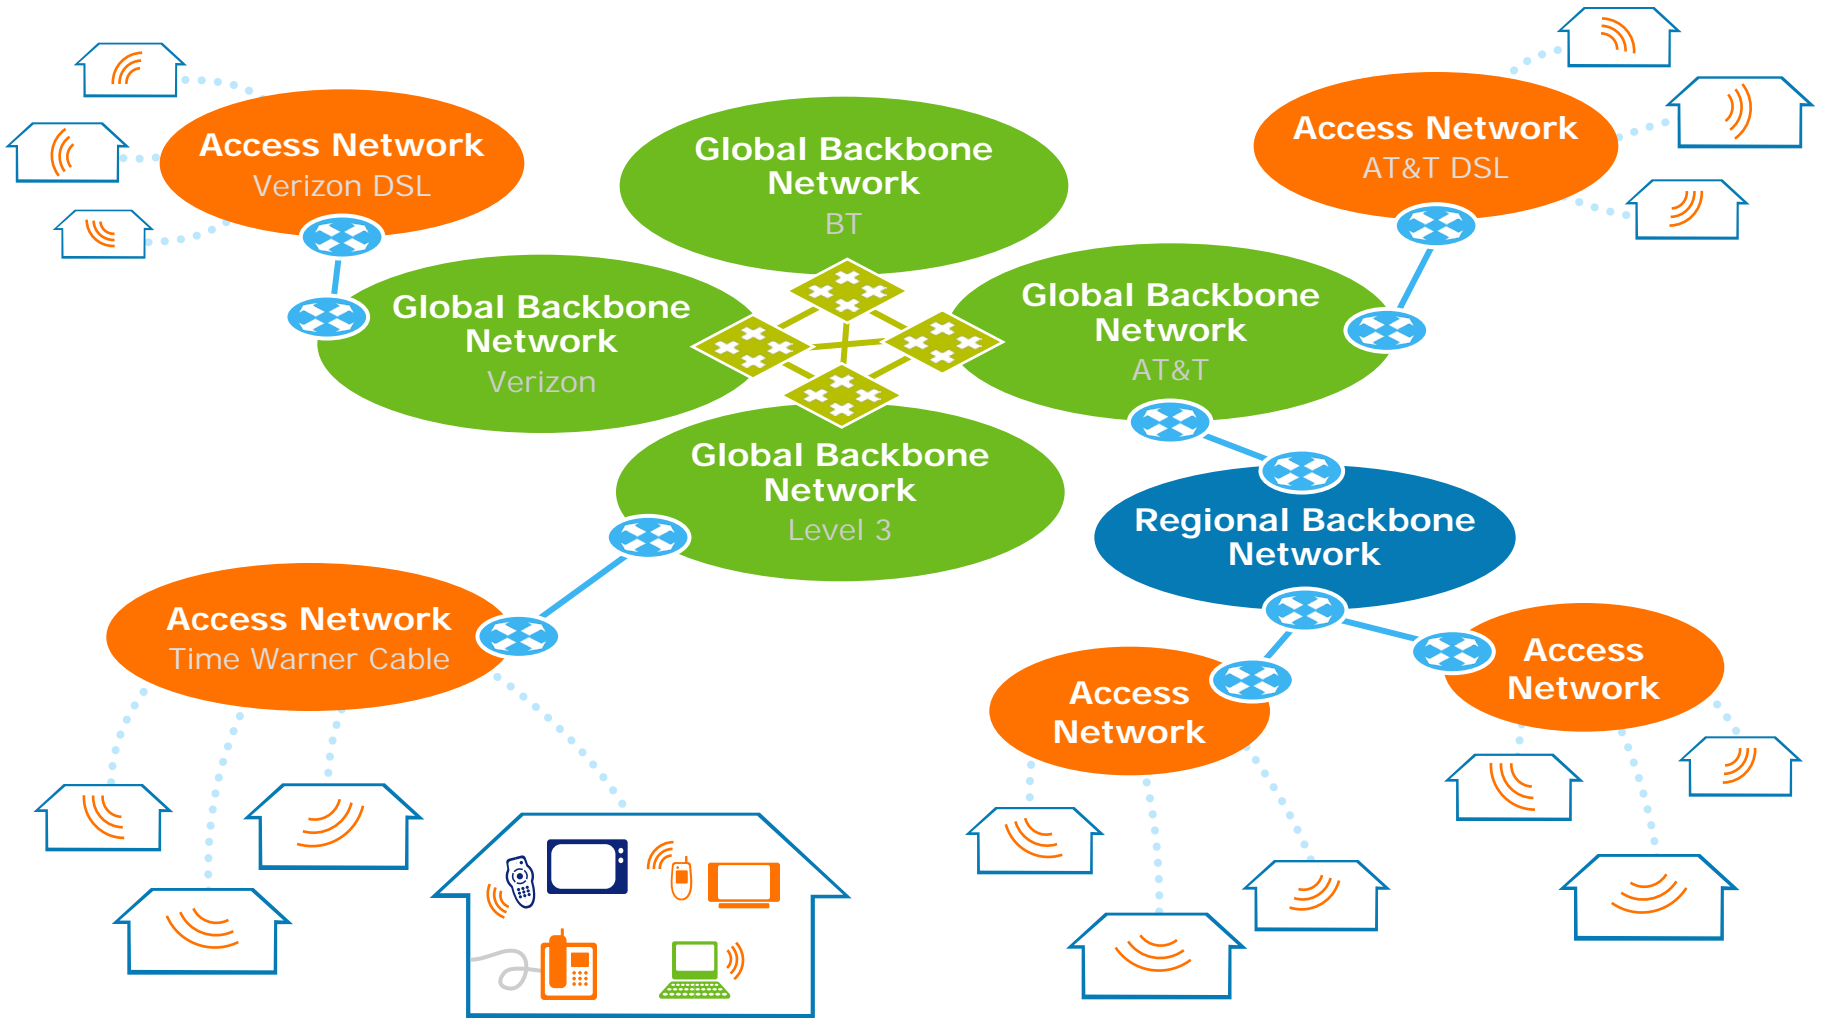 Access Network
Verizon DSL
Global Backbone
Network
BT
Access Network
AT&T DSL
Global Backbone
Network
Verizon
Global Backbone
Network
AT&T
Global Backbone
Network
Level 3
Regional Backbone
Network
Access Network
Time Warner Cable
Access
Network
Access
Network